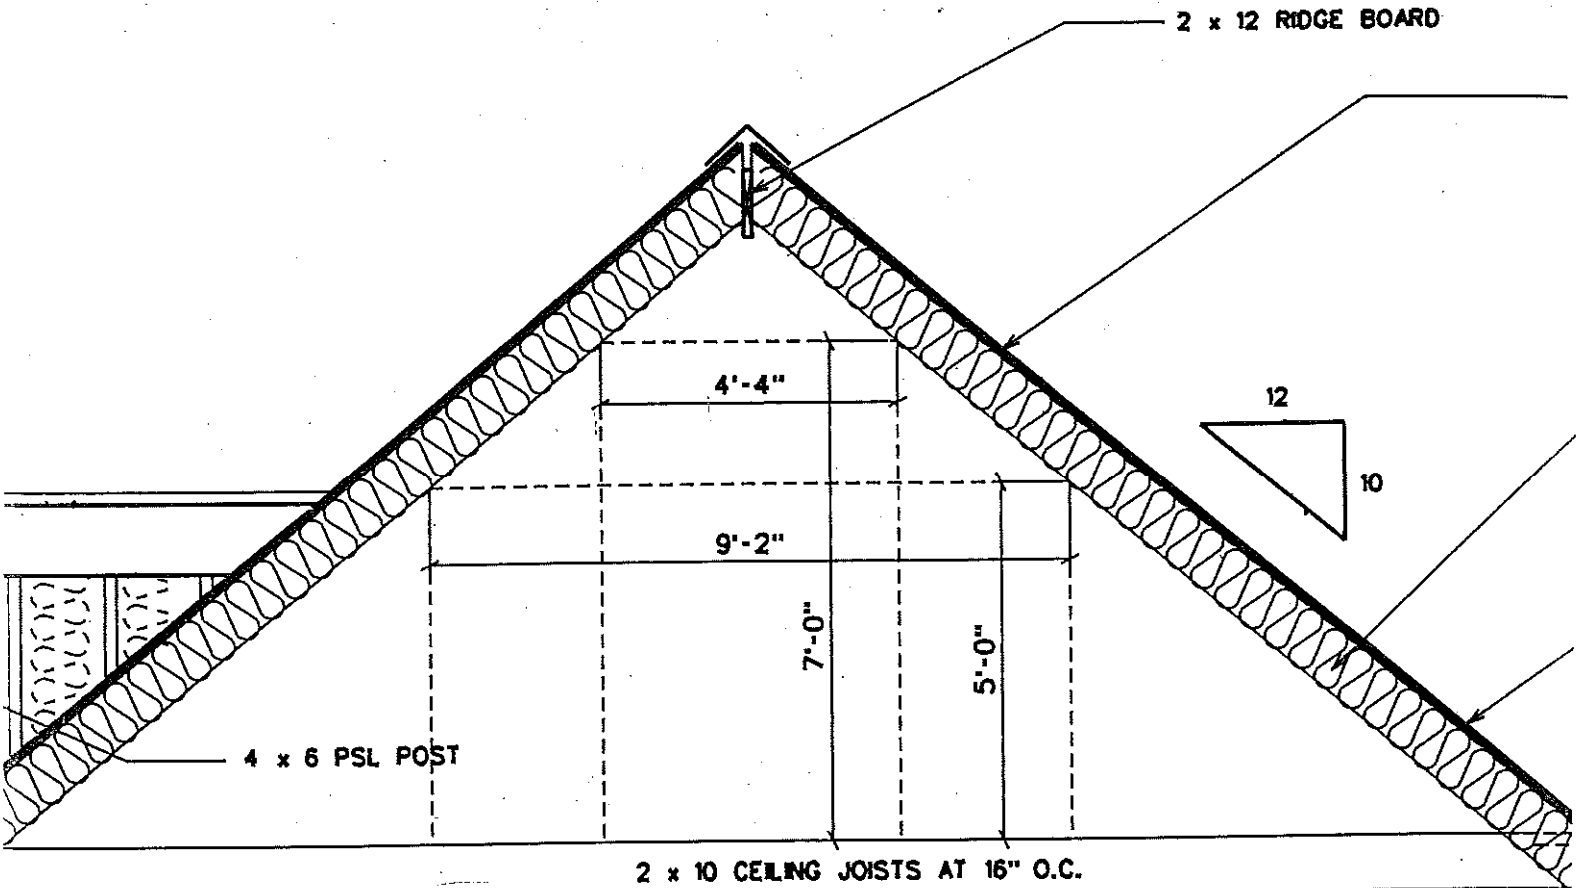 2 x 12 RIDGE BOARD
4'-4"
12
10
9'-2"
7'-0"
5'-0"
4 x 6 PSL POST
2 x 10 CEILING JOISTS AT 16" O.C.